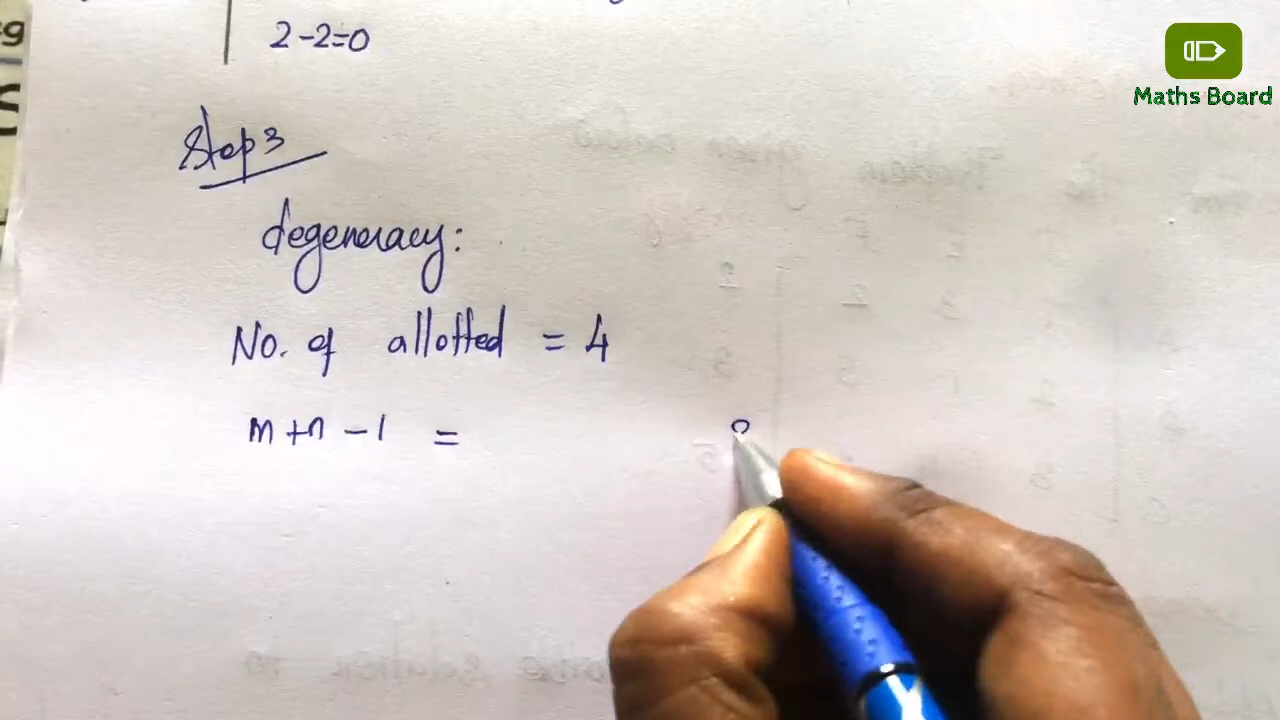 2-2=0
Maths Board
Step 3
degeneracy:
No. of allotted = 4
m+n-1 =